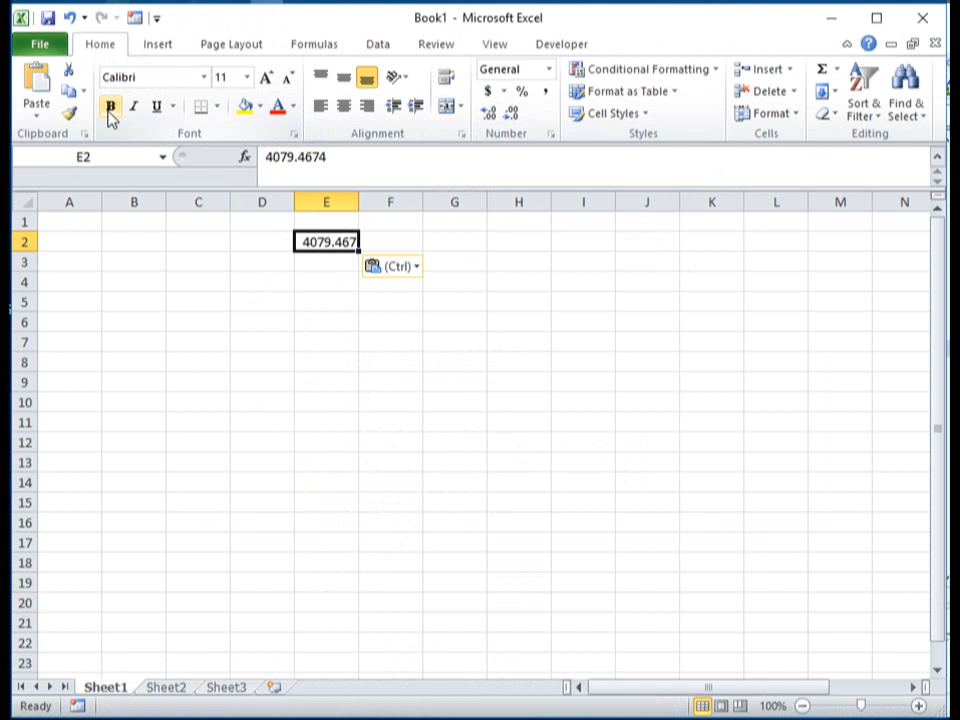 Book1 - Microsoft Excel
File Home Insert Page Layout Formulas Data Review View Developer
Calibri 11 A A General Conditional Formatting Insert Σ
Paste B I U A $ % , Format as Table Delete Sort & Find &
Cell Styles Format Filter Select
Clipboard Font Alignment Number Styles Cells Editing
E2 fx 4079.4674
A B C D E F G H I J K L M N
1
2 4079.467
3 (Ctrl)
4
5
6
7
8
9
10
11
12
13
14
15
16
17
18
19
20
21
22
23
Sheet1 Sheet2 Sheet3
Ready 100%